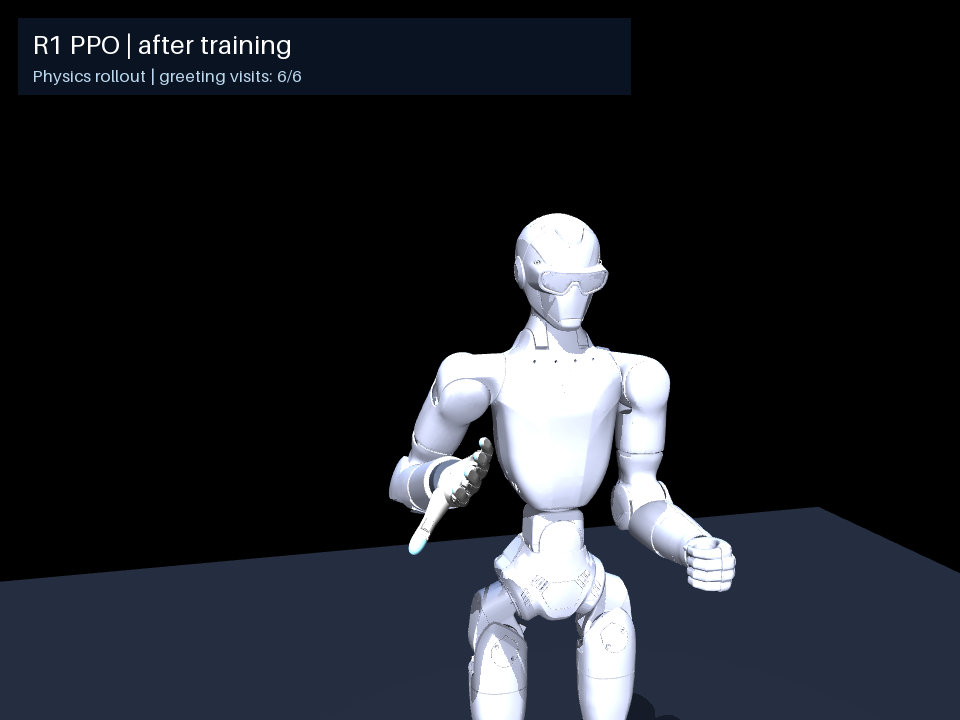 R1 PPO | after training
Physics rollout | greeting visits: 6/6